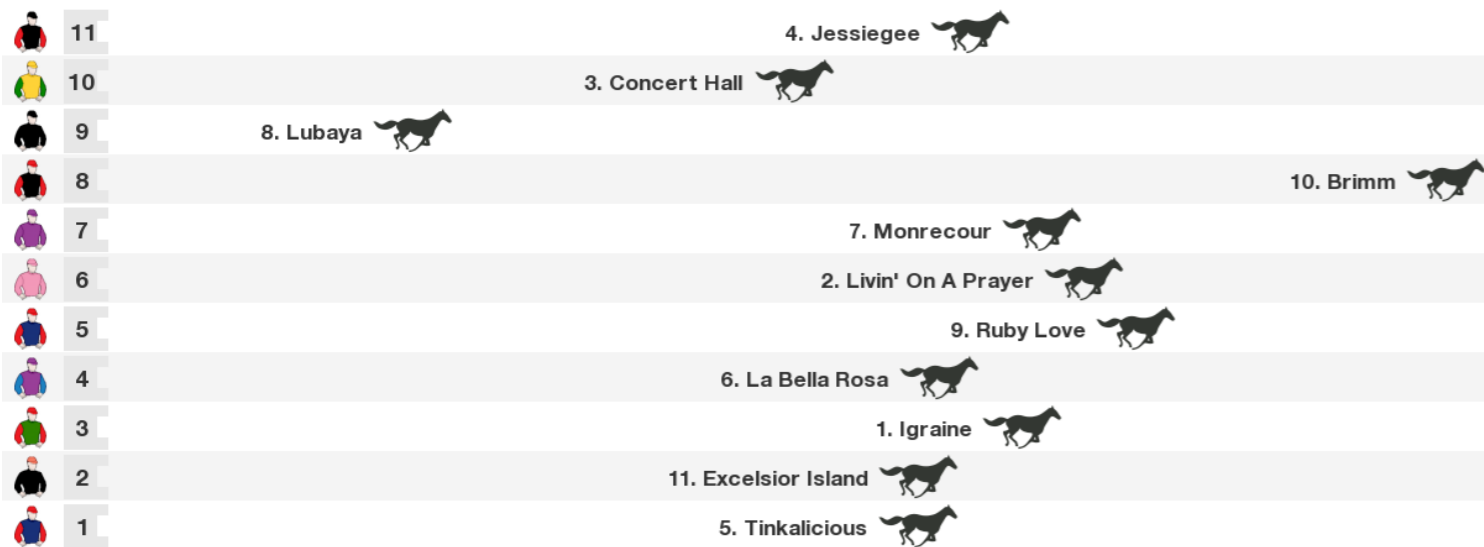 11 4. Jessiegee
10 3. Concert Hall
9 8. Lubaya
8 10. Brimm
7 7. Monrecour
6 2. Livin' On A Prayer
5 9. Ruby Love
4 6. La Bella Rosa
3 1. Igraine
2 11. Excelsior Island
1 5. Tinkalicious